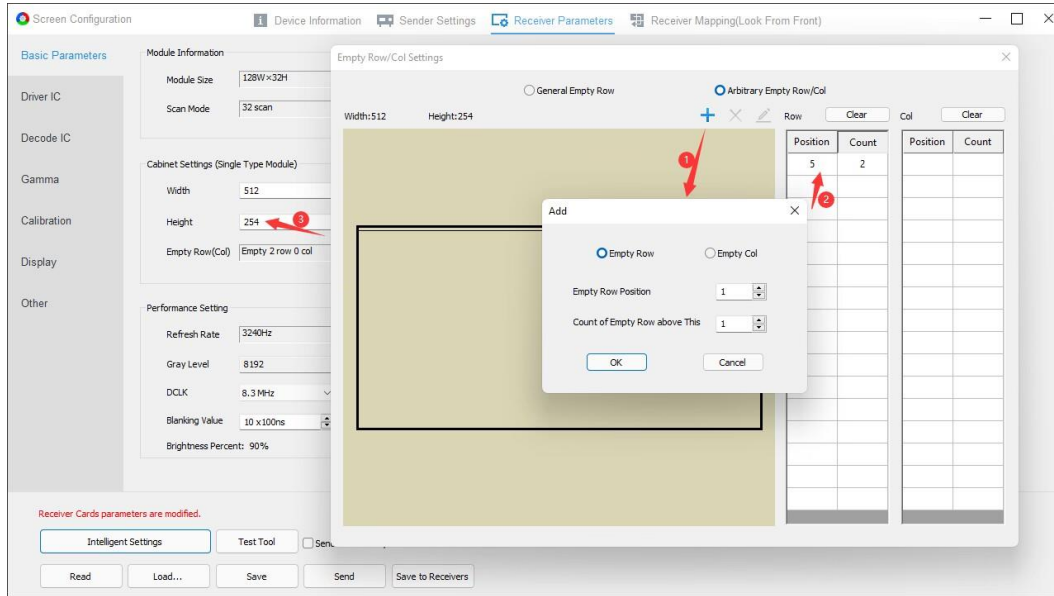 Screen Configuration
Device Information
Sender Settings
Receiver Parameters
Receiver Mapping(Look From Front)
Basic Parameters
Driver IC
Decode IC
Gamma
Calibration
Display
Other
Module Information
Module Size 128W×32H
Scan Mode 32 scan
Cabinet Settings (Single Type Module)
Width 512
Height 254
3
Empty Row(Col) Empty 2 row 0 col
Performance Setting
Refresh Rate 3240Hz
Gray Level 8192
DCLK 8.3 MHz
Blanking Value 10 x100ns
Brightness Percent: 90%
Empty Row/Col Settings
General Empty Row
Arbitrary Empty Row/Col
Width:512 Height:254
Row Clear Col Clear
Position Count Position Count
5 2
1
2
Add
Empty Row Empty Col
Empty Row Position 1
Count of Empty Row above This 1
OK Cancel
Receiver Cards parameters are modified.
Intelligent Settings Test Tool
Read Load... Save Send Save to Receivers